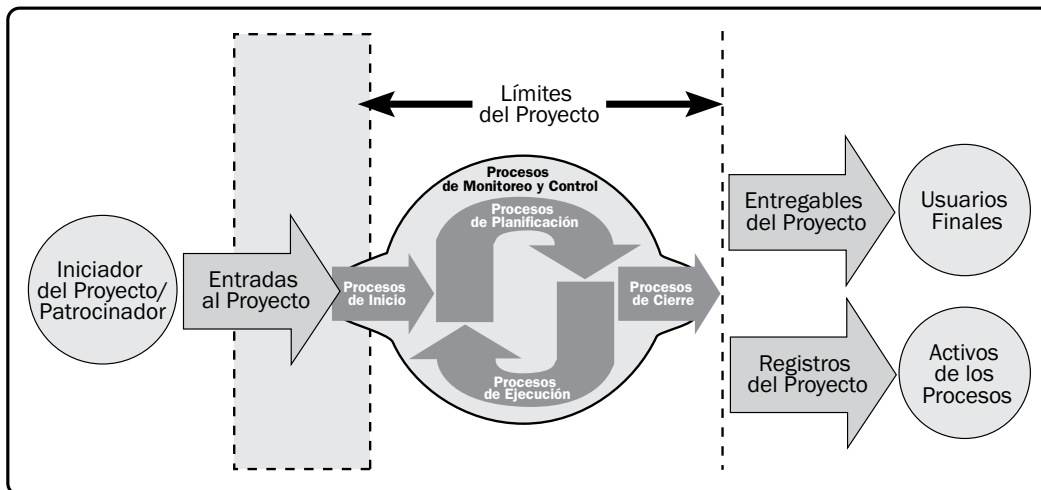 Límites
del Proyecto
Procesos
de Monitoreo y Control
Procesos
de Planificación
Iniciador
del Proyecto/
Patrocinador
Entradas
al Proyecto
Procesos
de Inicio
Procesos
de Cierre
Procesos
de Ejecución
Entregables
del Proyecto
Usuarios
Finales
Registros
del Proyecto
Activos
de los
Procesos